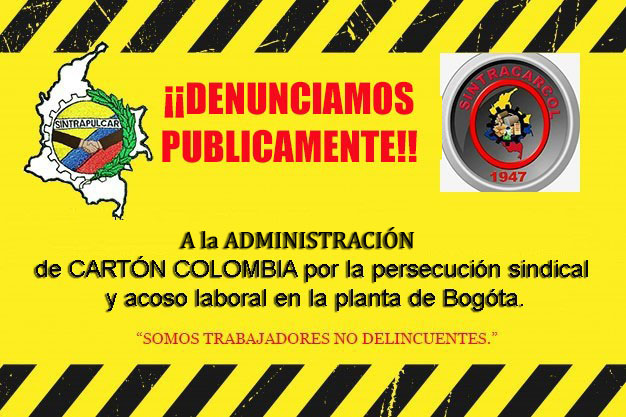 SINTRAPULCAR
¡¡DENUNCIAMOS
PUBLICAMENTE!!
SINTRACARCOL
1947
A la ADMINISTRACIÓN
de CARTÓN COLOMBIA por la persecución sindical
y acoso laboral en la planta de Bogóta.
“SOMOS TRABAJADORES NO DELINCUENTES.”